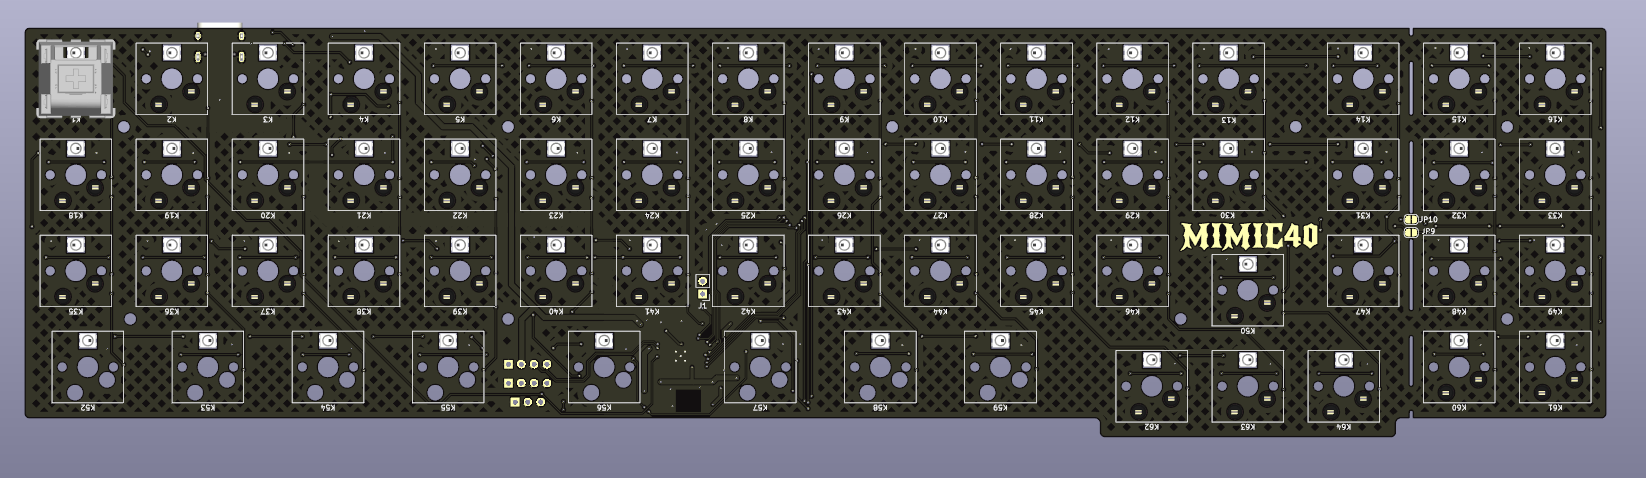 K1 K2 K3 K4 K5 K6 K7 K8 K9 K10 K11 K12 K13 K14 K15 K16
K18 K19 K20 K21 K22 K23 K24 K25 K26 K27 K28 K29 K30 K31 K32 K33
JP10
JP9
MIMIC40
J1
K35 K36 K37 K38 K39 K40 K41 K42 K43 K44 K45 K46 K47 K48 K49
K50
K52 K53 K54 K55 K56 K57 K58 K59 K60 K61
K62 K63 K64